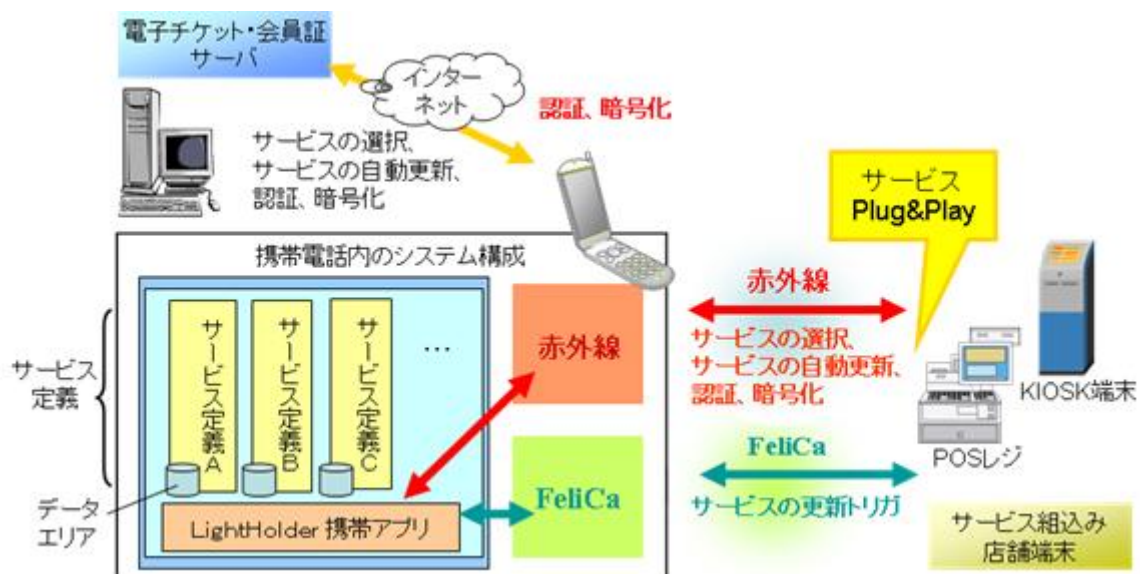 電子チケット・会員証
サーバ
インター
ネット
認証、暗号化
サービスの選択、
サービスの自動更新、
認証、暗号化
サービス
Plug&Play
携帯電話内のシステム構成
サービス定義A
サービス定義B
サービス定義C
…
サービス
定義
データ
エリア
LightHolder 携帯アプリ
赤外線
FeliCa
赤外線
サービスの選択、
サービスの自動更新、
認証、暗号化
FeliCa
サービスの更新トリガ
KIOSK端末
POSレジ
サービス組込み
店舗端末